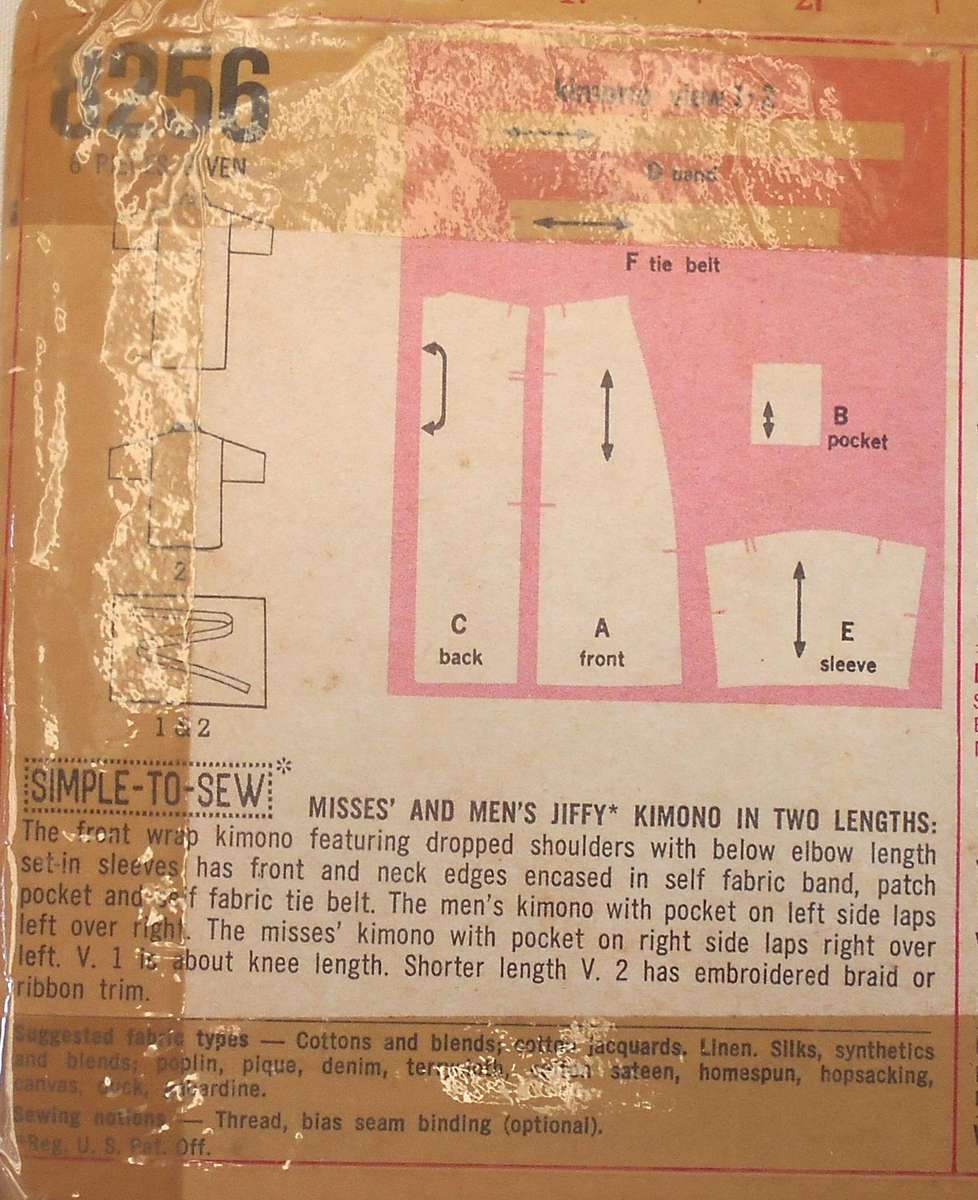 8256
6 PIECES GIVEN
kimono view 1-2
D band
F tie belt
B
pocket
2
C
back
A
front
E
sleeve
1 & 2
SIMPLE-TO-SEW*
MISSES' AND MEN'S JIFFY* KIMONO IN TWO LENGTHS:
The front wrap kimono featuring dropped shoulders with below elbow length
set-in sleeves has front and neck edges encased in self fabric band, patch
pocket and self fabric tie belt. The men's kimono with pocket on left side laps
left over right. The misses' kimono with pocket on right side laps right over
left. V. 1 is about knee length. Shorter length V. 2 has embroidered braid or
ribbon trim.
Suggested fabric types — Cottons and blends; cotton jacquards. Linen. Silks, synthetics
and blends; poplin, pique, denim, terrycloth, cotton sateen, homespun, hopsacking,
canvas, duck, gabardine.
Sewing notions — Thread, bias seam binding (optional).
*Reg. U. S. Pat. Off.